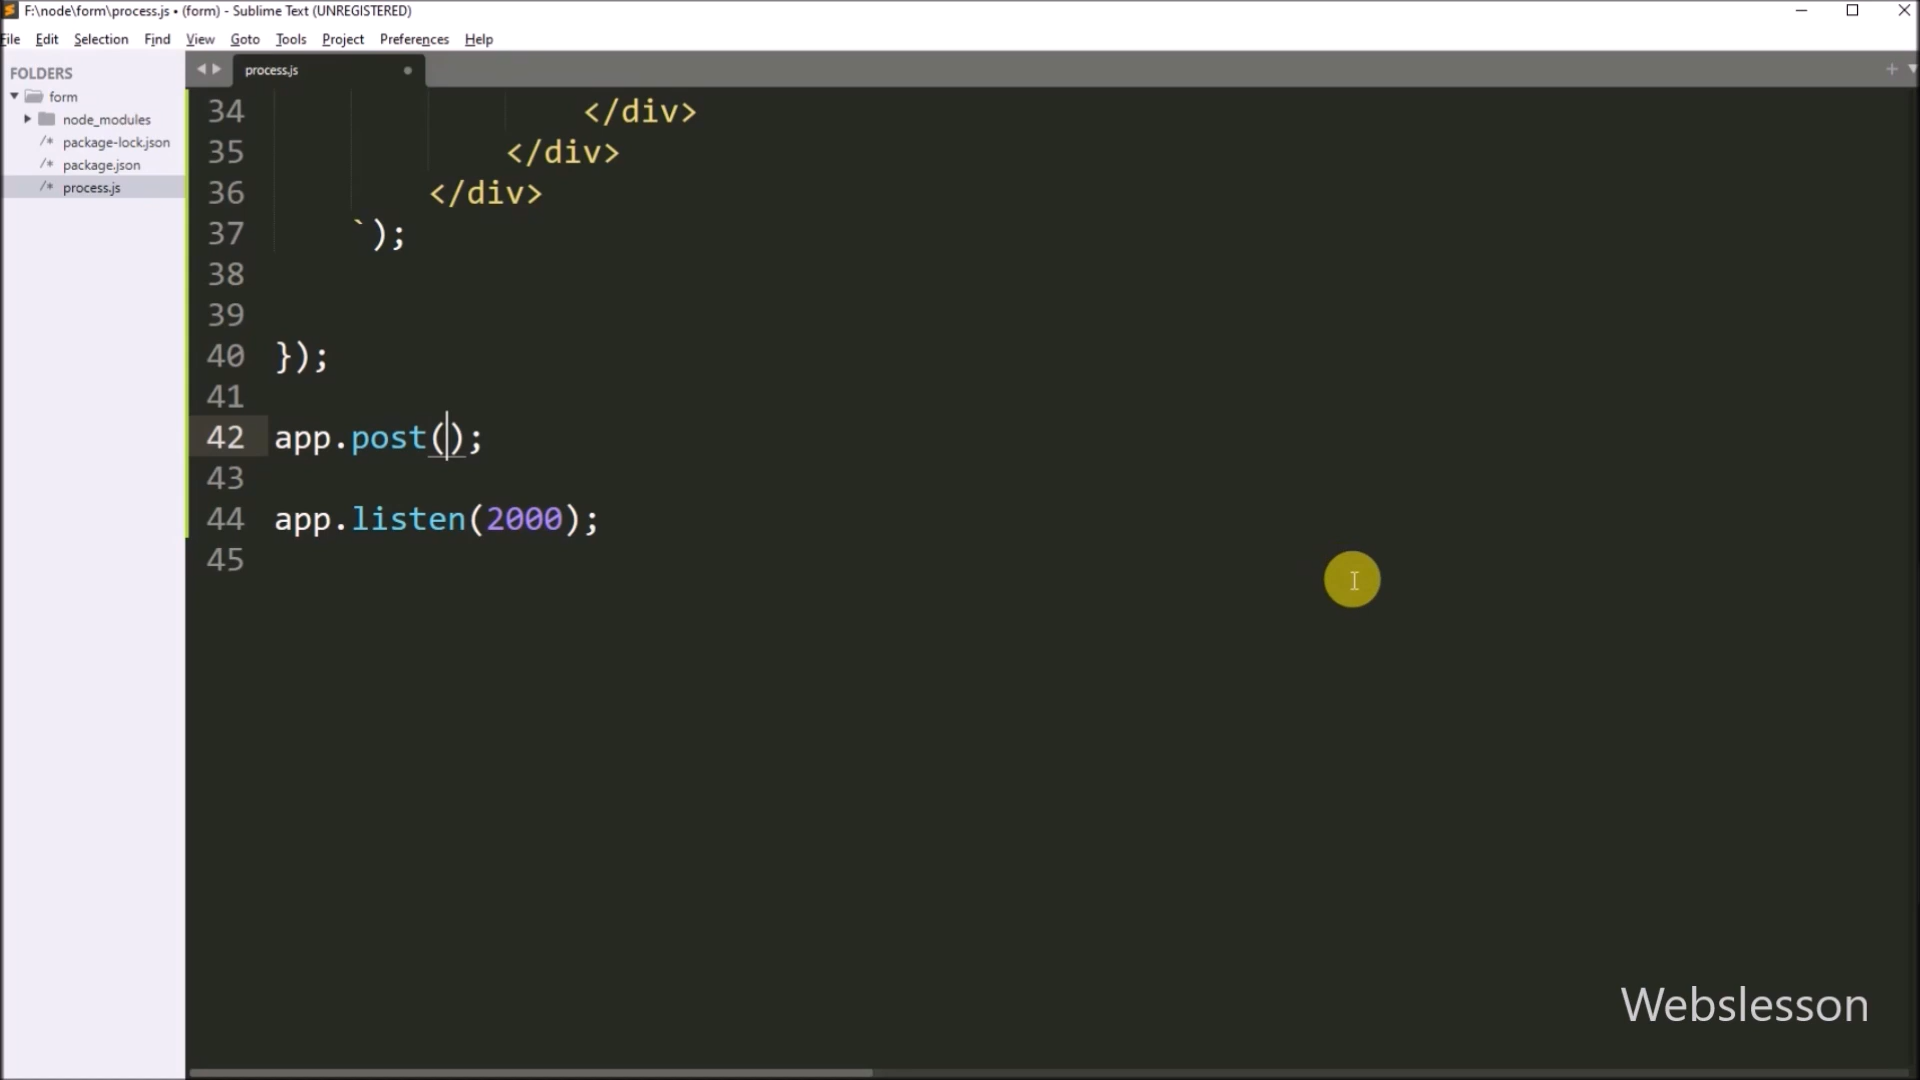 F:\node\form\process.js • (form) - Sublime Text (UNREGISTERED)
File Edit Selection Find View Goto Tools Project Preferences Help
FOLDERS
form
node_modules
/* package-lock.json
/* package.json
/* process.js
process.js
34 </div>
35 </div>
36 </div>
37 `);
38
39
40 });
41
42 app.post();
43
44 app.listen(2000);
45
Webslesson